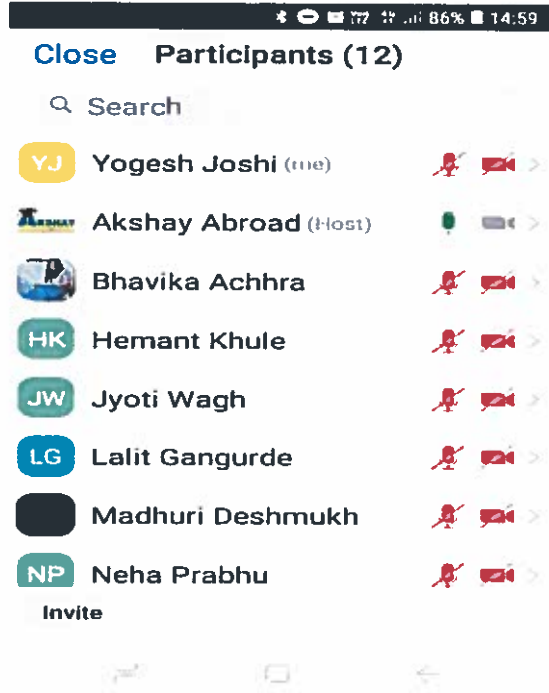 86% 14:59
Close Participants (12)
Search
YJ Yogesh Joshi (me)
AKSHAY Akshay Abroad (Host)
Bhavika Achhra
HK Hemant Khule
JW Jyoti Wagh
LG Lalit Gangurde
Madhuri Deshmukh
NP Neha Prabhu
Invite